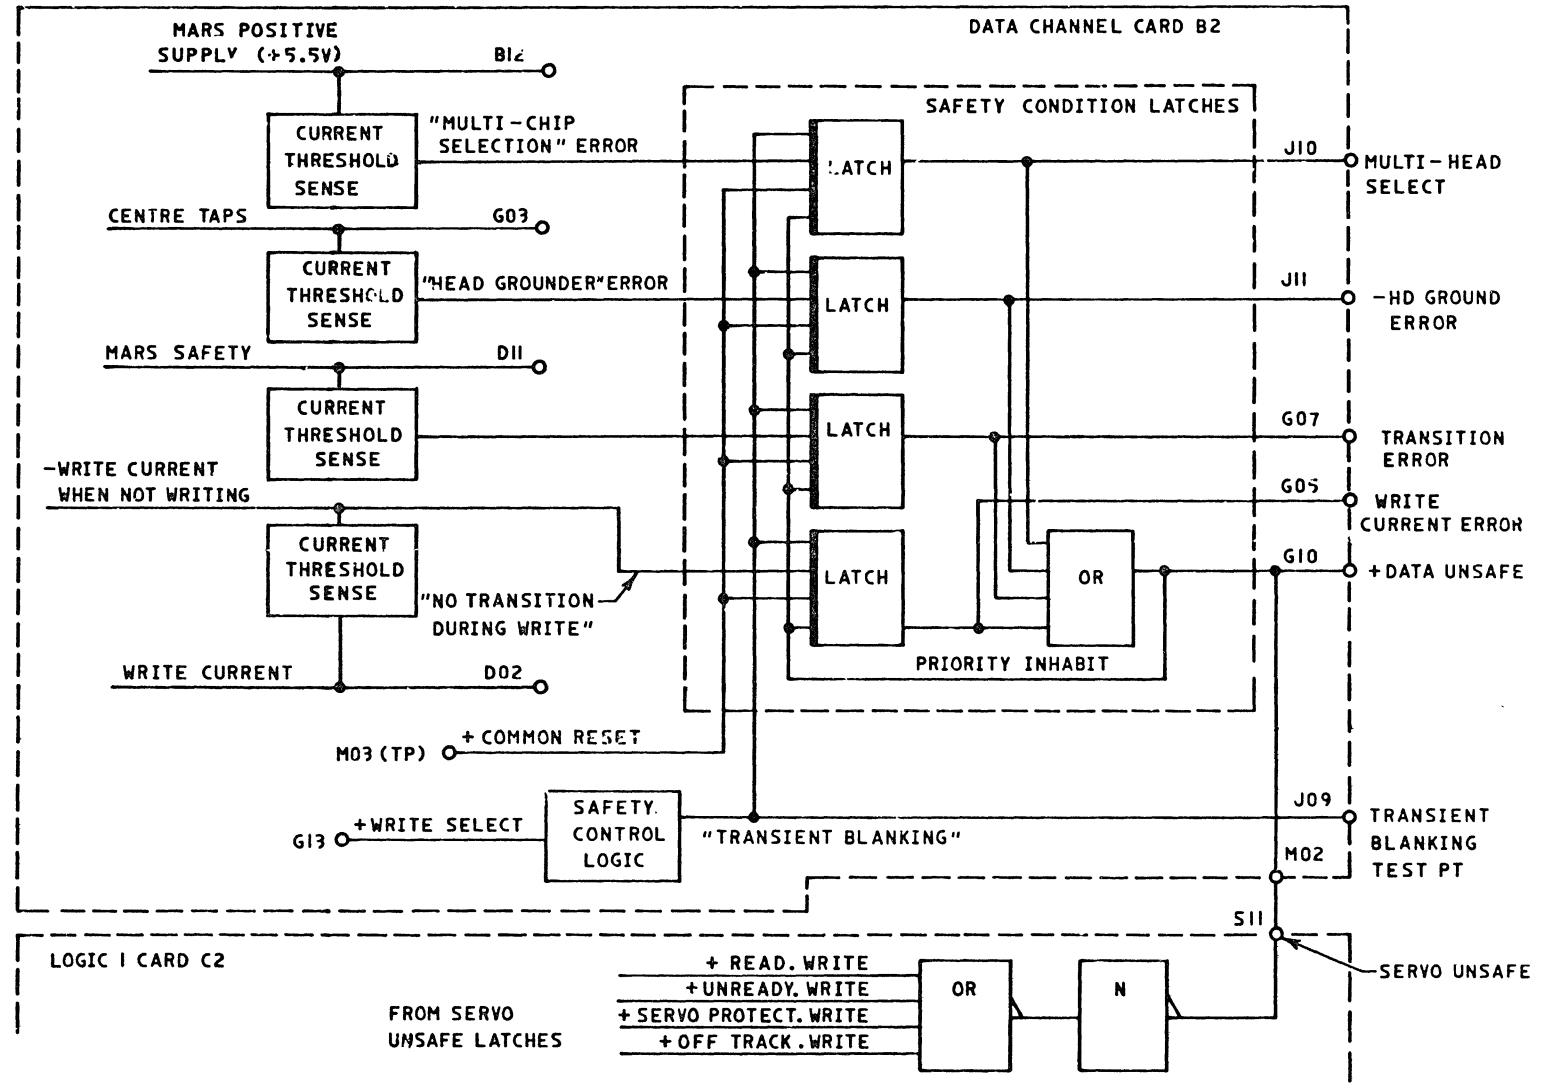 DATA CHANNEL CARD B2
MARS POSITIVE
SUPPLY (+5.5V)
B12
CURRENT
THRESHOLD
SENSE
"MULTI-CHIP
SELECTION" ERROR
SAFETY CONDITION LATCHES
LATCH
J10
MULTI-HEAD
SELECT
CENTRE TAPS
G03
CURRENT
THRESHOLD
SENSE
"HEAD GROUNDER" ERROR
LATCH
J11
-HD GROUND
ERROR
MARS SAFETY
D11
CURRENT
THRESHOLD
SENSE
LATCH
G07
TRANSITION
ERROR
-WRITE CURRENT
WHEN NOT WRITING
CURRENT
THRESHOLD
SENSE
"NO TRANSITION
DURING WRITE"
LATCH
OR
G05
WRITE
CURRENT ERROR
G10
+DATA UNSAFE
PRIORITY INHABIT
WRITE CURRENT
D02
M03 (TP)
+ COMMON RESET
G13
+WRITE SELECT
SAFETY.
CONTROL
LOGIC
"TRANSIENT BLANKING"
J09
TRANSIENT
BLANKING
TEST PT
M02
S11
SERVO UNSAFE
LOGIC 1 CARD C2
FROM SERVO
UNSAFE LATCHES
+ READ. WRITE
+UNREADY. WRITE
+ SERVO PROTECT. WRITE
+OFF TRACK. WRITE
OR
N